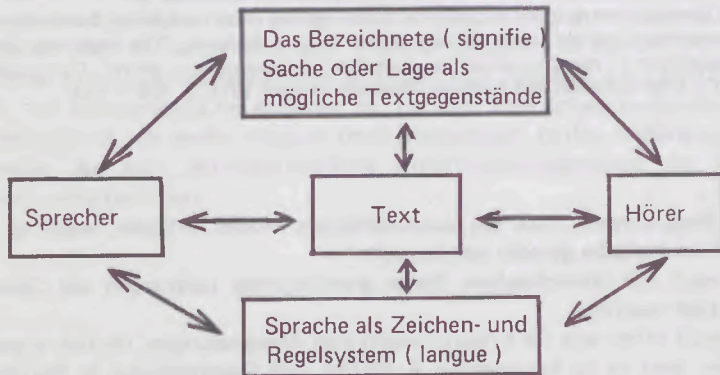 Das Bezeichnete ( signifie )
Sache oder Lage als
mögliche Textgegenstände
Sprecher
Text
Hörer
Sprache als Zeichen- und
Regelsystem ( langue )